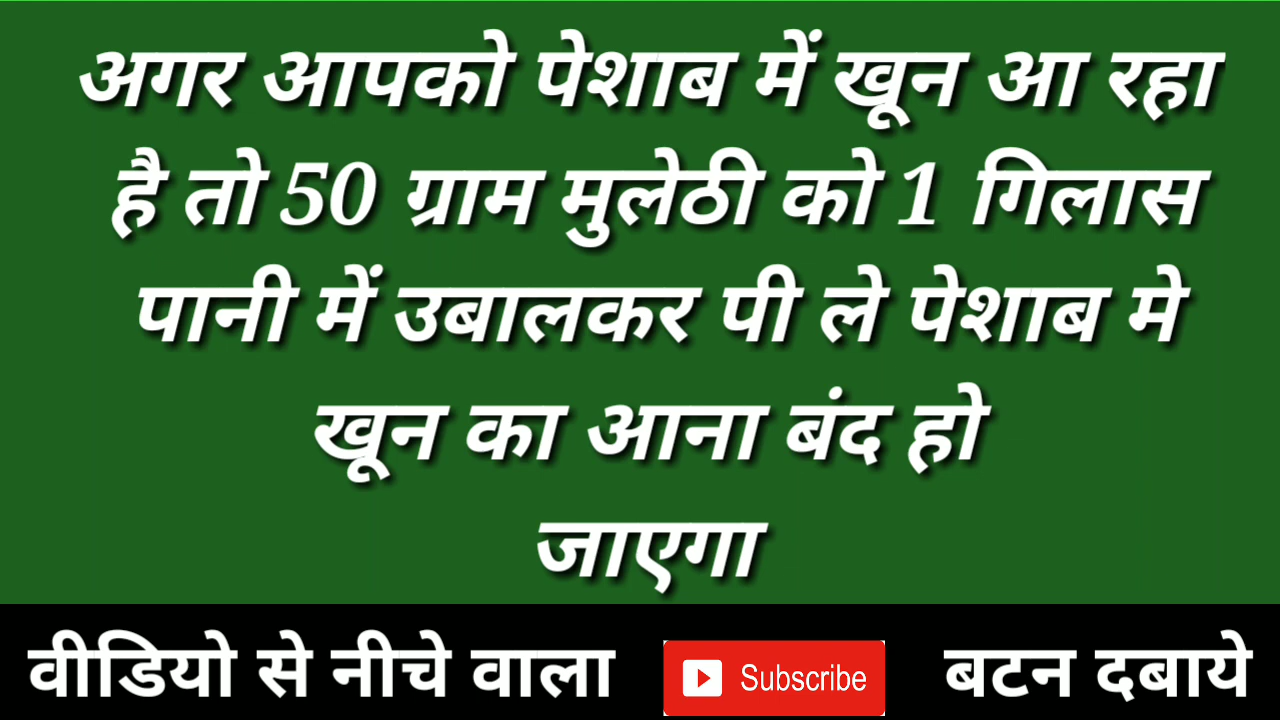 अगर आपको पेशाब में खून आ रहा
है तो 50 ग्राम मुलेठी को 1 गिलास
पानी में उबालकर पी ले पेशाब मे
खून का आना बंद हो
जाएगा
वीडियो से नीचे वाला Subscribe बटन दबाये